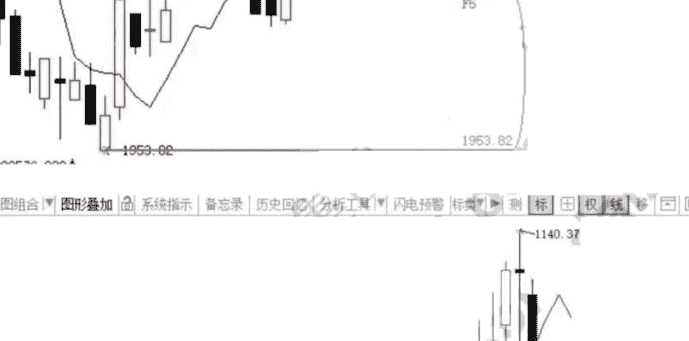 F5
1953.82
1953.82
图组合 图形叠加 系统指示 备忘录 历史回忆 分析工具 闪电预警 标类 测 标 权 线 移
1140.37